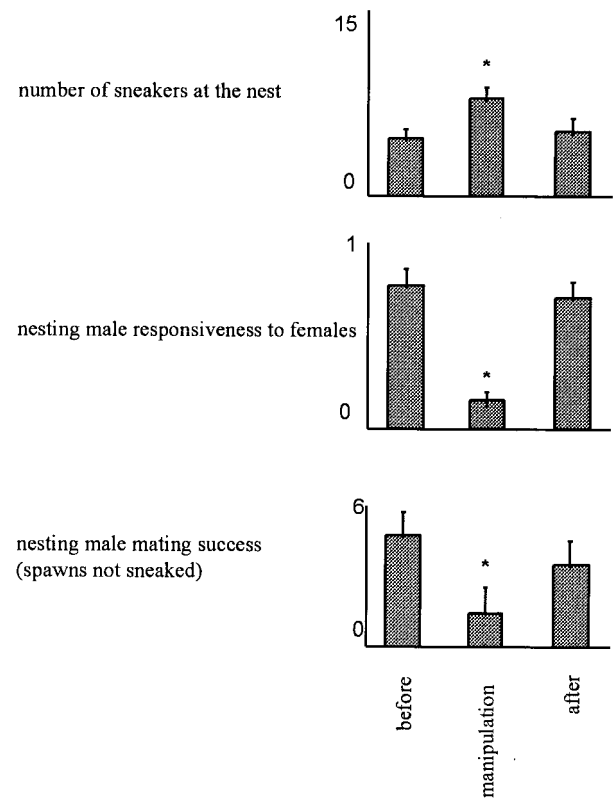 15
number of sneakers at the nest
*
0
1
nesting male responsiveness to females
*
0
6
nesting male mating success
(spawns not sneaked)
*
0
before
manipulation
after